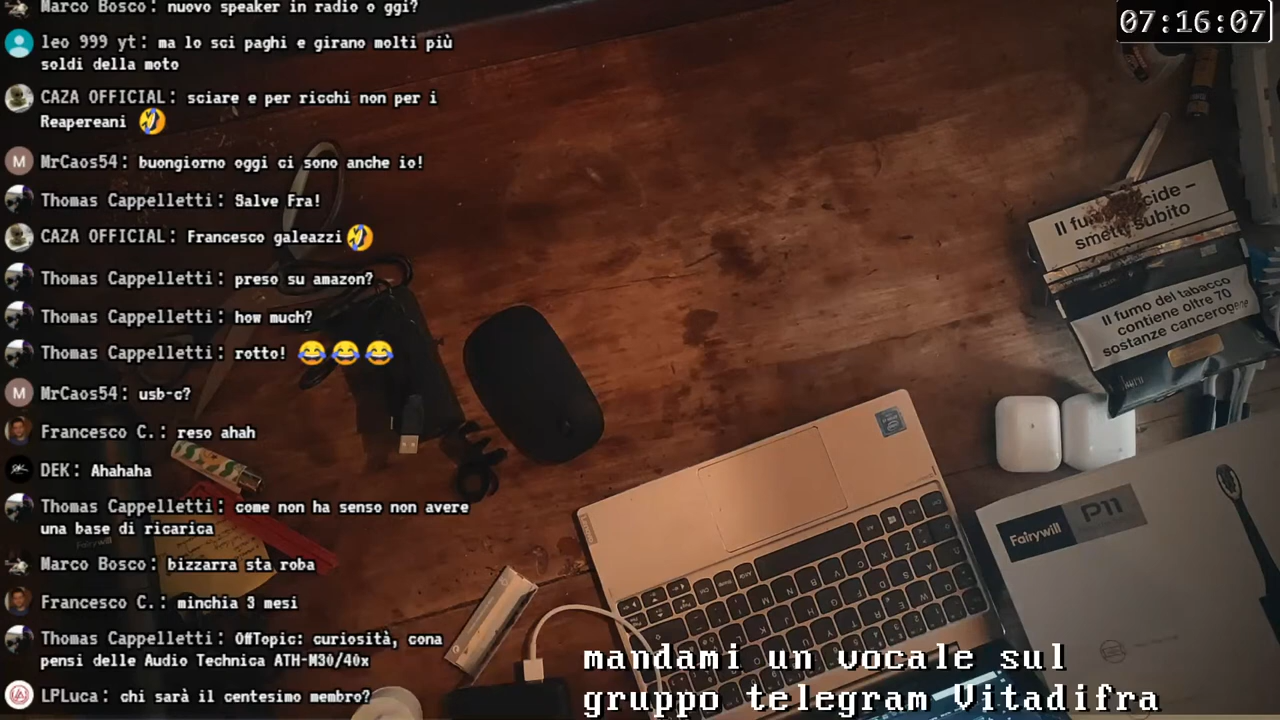 Marco Bosco: nuovo speaker in radio o ggi?
07:16:07
leo 999 yt: ma lo sci paghi e girano molti più
soldi della moto
CAZA OFFICIAL: sciare e per ricchi non per i
Reapereani 🤣
MrCaos54: buongiorno oggi ci sono anche io!
Thomas Cappelletti: Salve Fra!
CAZA OFFICIAL: Francesco galeazzi 🤣
Thomas Cappelletti: preso su amazon?
Thomas Cappelletti: how much?
Thomas Cappelletti: rotto! 😂 😂 😂
MrCaos54: usb-c?
Francesco C.: reso ahah
DEK: Ahahaha
Thomas Cappelletti: come non ha senso non avere
una base di ricarica
Marco Bosco: bizzarra sta roba
Francesco C.: minchia 3 mesi
Thomas Cappelletti: OffTopic: curiosità, cona
pensi delle Audio Technica ATH-M30/40x
LPLuca: chi sarà il centesimo membro?
Il fumo uccide –
smetti subito
Il fumo del tabacco
contiene oltre 70
sostanze cancerogene
Fairywill P11
mandami un vocale sul
gruppo telegram Vitadifra